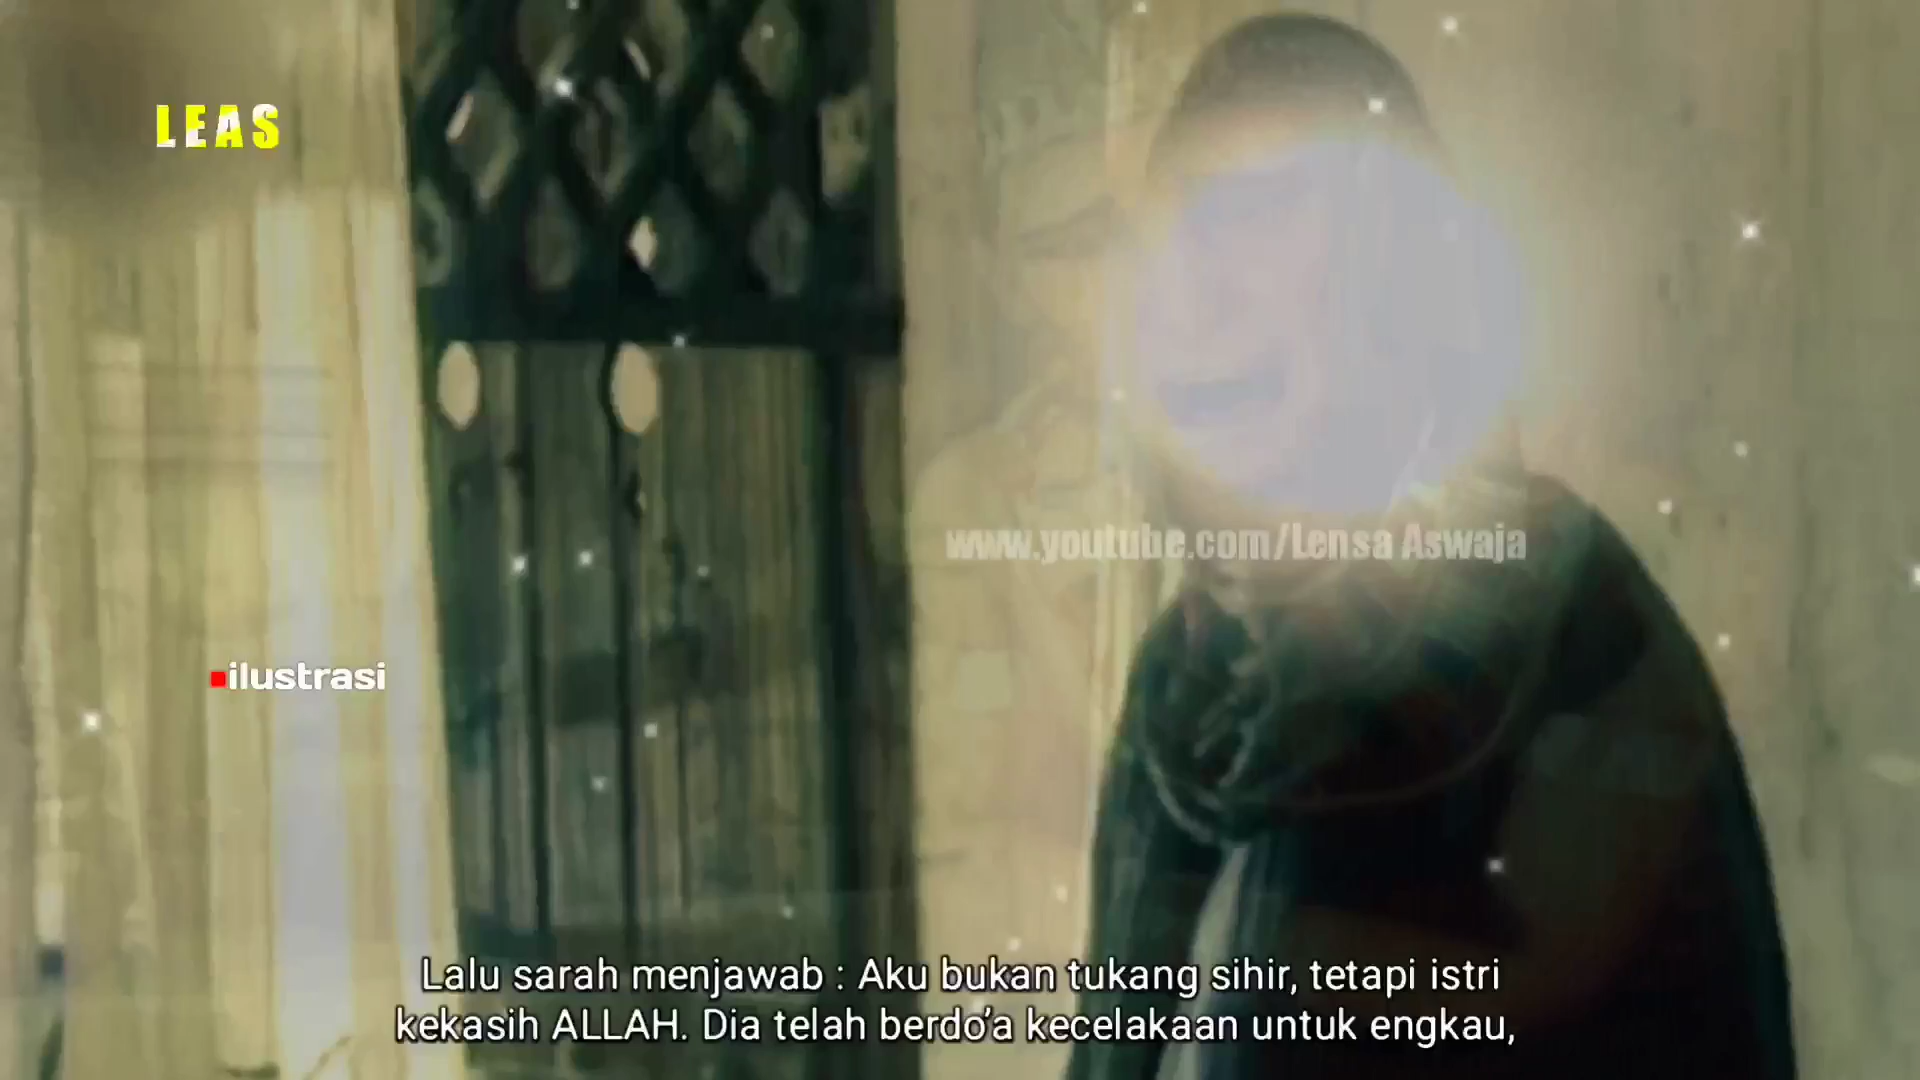 LEAS
www.youtube.com/Lensa Aswaja
ilustrasi
Lalu sarah menjawab : Aku bukan tukang sihir, tetapi istri
kekasih ALLAH. Dia telah berdo’a kecelakaan untuk engkau,